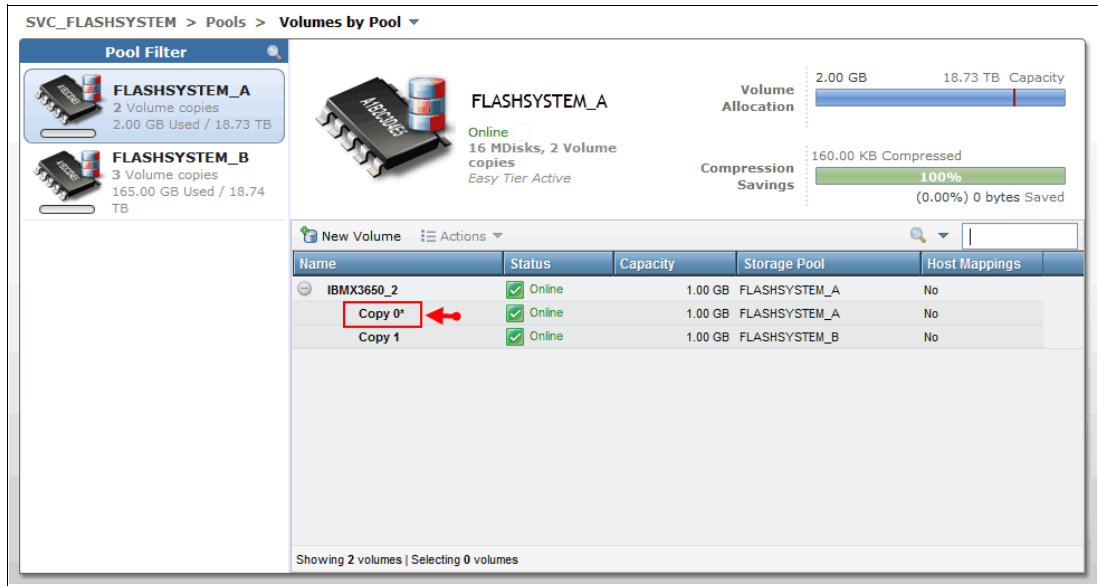 SVC_FLASHSYSTEM > Pools > Volumes by Pool
Pool Filter
FLASHSYSTEM_A
2 Volume copies
2.00 GB Used / 18.73 TB
FLASHSYSTEM_B
3 Volume copies
165.00 GB Used / 18.74
TB
A1B2C3D4E5
FLASHSYSTEM_A
Online
16 MDisks, 2 Volume
copies
Easy Tier Active
Volume
Allocation
2.00 GB 18.73 TB Capacity
Compression
Savings
160.00 KB Compressed
100%
(0.00%) 0 bytes Saved
New Volume Actions
Name Status Capacity Storage Pool Host Mappings
IBMX3650_2 Online 1.00 GB FLASHSYSTEM_A No
Copy 0* Online 1.00 GB FLASHSYSTEM_A No
Copy 1 Online 1.00 GB FLASHSYSTEM_B No
Showing 2 volumes | Selecting 0 volumes